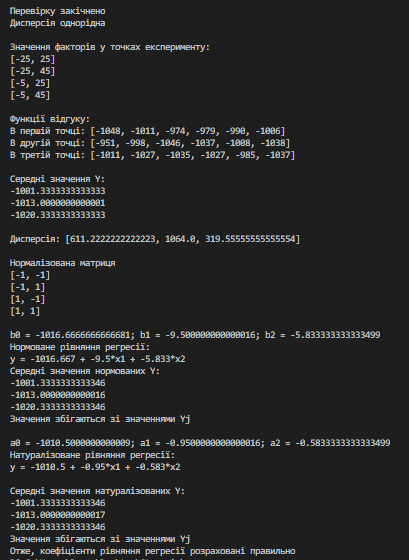 Перевірку закінчено
Дисперсія однорідна
Значення факторів у точках експерименту:
[-25, 25]
[-25, 45]
[-5, 25]
[-5, 45]
Функції відгуку:
В першій точці: [-1048, -1011, -974, -979, -990, -1006]
В другій точці: [-951, -998, -1046, -1037, -1008, -1038]
В третій точці: [-1011, -1027, -1035, -1027, -985, -1037]
Середні значення Y:
-1001.3333333333333
-1013.0000000000001
-1020.3333333333333
Дисперсія: [611.2222222222223, 1064.0, 319.55555555555554]
Нормалізована матриця
[-1, -1]
[-1, 1]
[1, -1]
[1, 1]
b0 = -1016.6666666666681; b1 = -9.500000000000016; b2 = -5.833333333333499
Нормоване рівняння регресії:
y = -1016.667 + -9.5*x1 + -5.833*x2
Середні значення нормованих Y:
-1001.3333333333346
-1013.0000000000016
-1020.3333333333346
Значення збігаються зі значеннями Yj
a0 = -1010.5000000000009; a1 = -0.9500000000000016; a2 = -0.5833333333333499
Натуралізоване рівняння регресії:
y = -1010.5 + -0.95*x1 + -0.583*x2
Середні значення натуралізованих Y:
-1001.3333333333346
-1013.0000000000017
-1020.3333333333346
Значення збігаються зі значеннями Yj
Отже, коефіцієнти рівняння регресії розраховані правильно